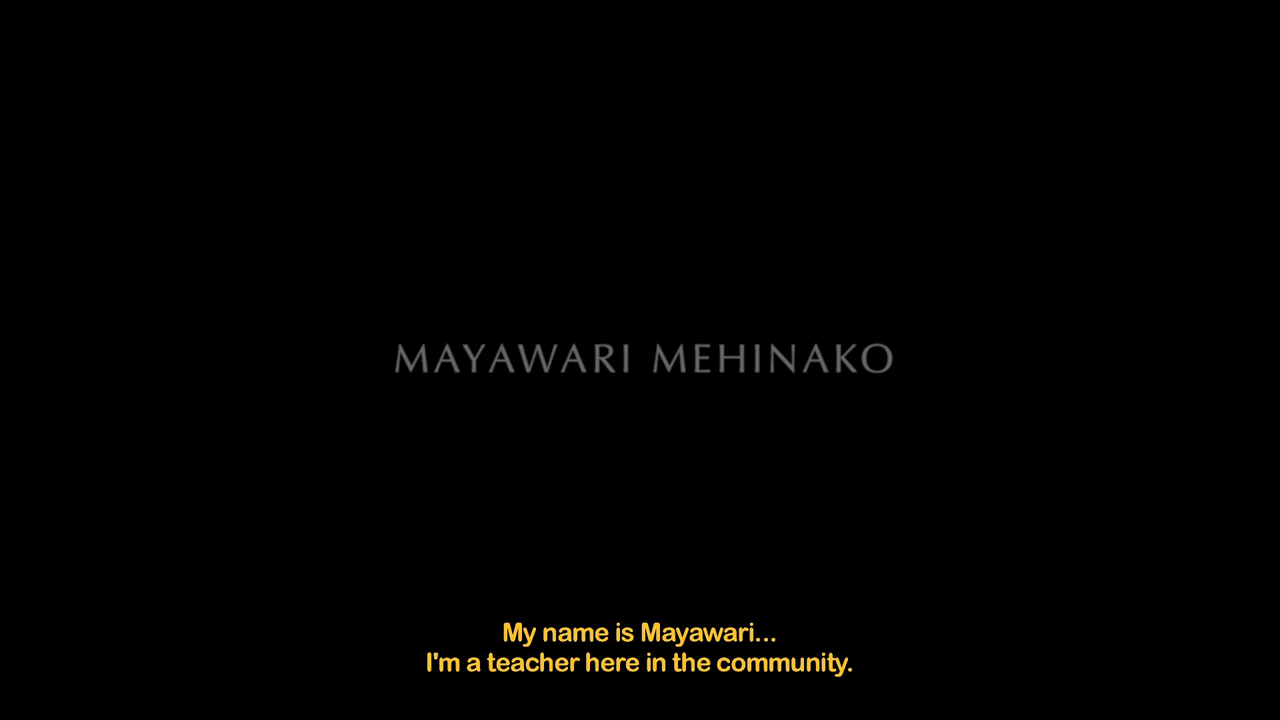 MAYAWARI MEHINAKO
My name is Mayawari...
I'm a teacher here in the community.